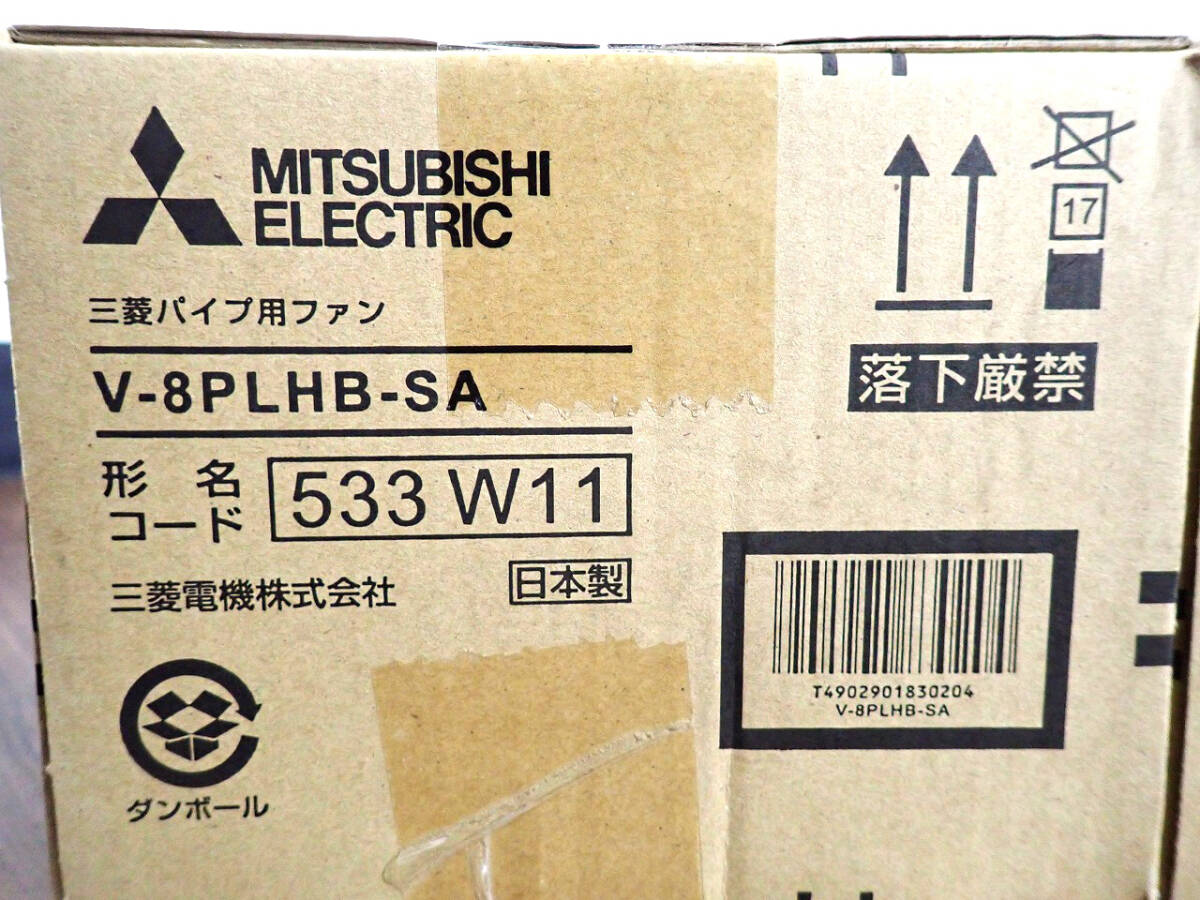 MITSUBISHI
ELECTRIC
三菱パイプ用ファン
V-8PLHB-SA
形名
コード
533 W11
三菱電機株式会社
日本製
ダンボール
17
落下厳禁
T4902901830204
V-8PLHB-SA